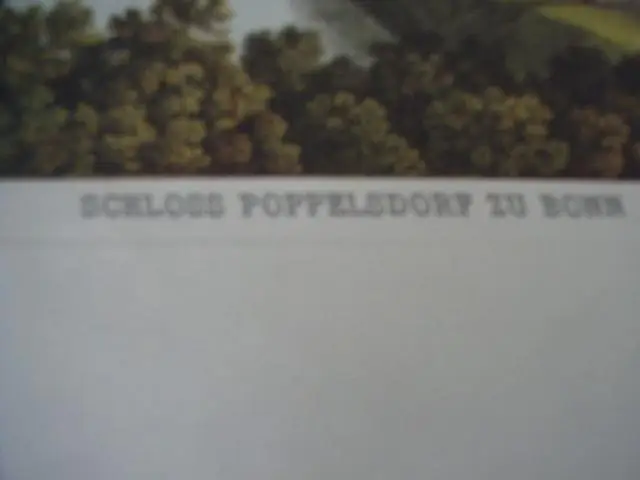 SCHLOSS POPPELSDORF ZU BONN